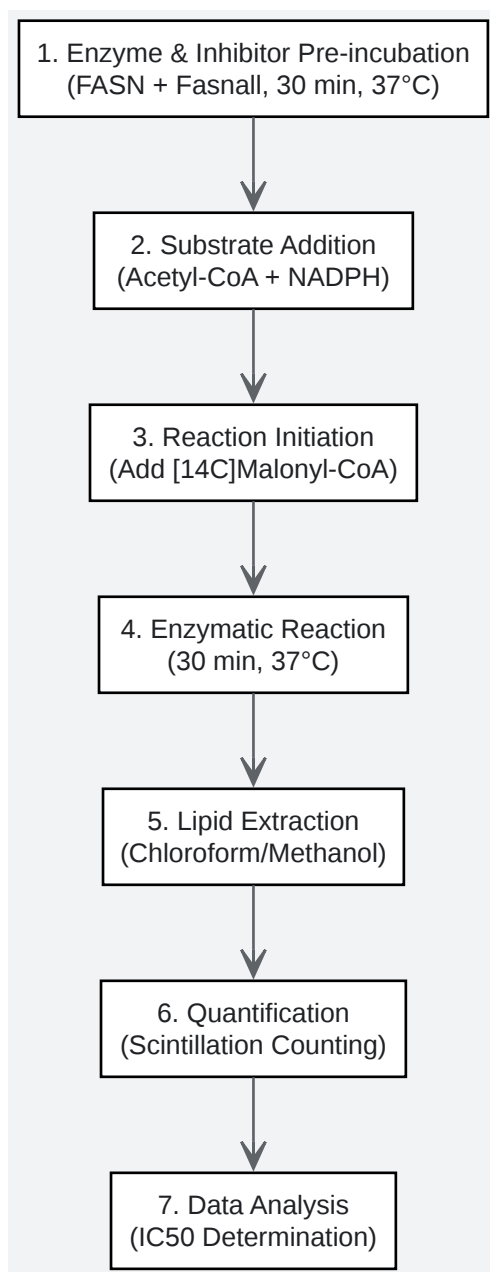 1. Enzyme & Inhibitor Pre-incubation
(FASN + Fasnall, 30 min, 37°C)
2. Substrate Addition
(Acetyl-CoA + NADPH)
3. Reaction Initiation
(Add [14C]Malonyl-CoA)
4. Enzymatic Reaction
(30 min, 37°C)
5. Lipid Extraction
(Chloroform/Methanol)
6. Quantification
(Scintillation Counting)
7. Data Analysis
(IC50 Determination)